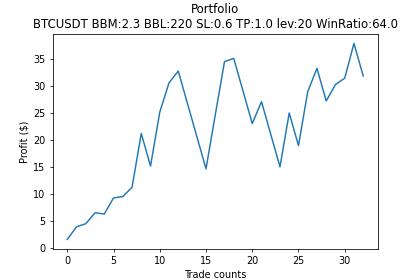 Portfolio
BTCUSDT BBM:2.3 BBL:220 SL:0.6 TP:1.0 lev:20 WinRatio:64.0
35
30
25
20
15
10
5
0
Profit ($)
0 5 10 15 20 25 30
Trade counts